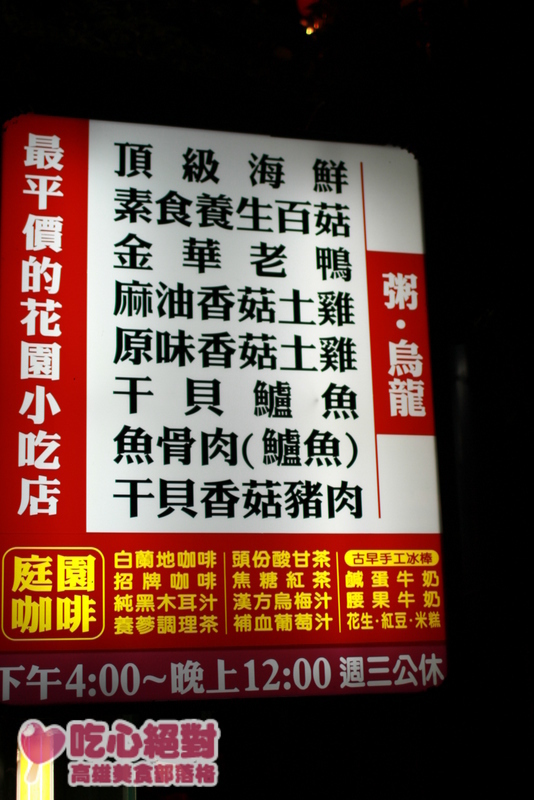 最平價的花園小吃店
頂級海鮮
素食養生百菇
金華老鴨
麻油香菇土雞
原味香菇土雞
干貝鱸魚
魚骨肉(鱸魚)
干貝香菇豬肉
粥·烏龍
庭園
咖啡
白蘭地咖啡
招牌咖啡
純黑木耳汁
養蔘調理茶
頭份酸甘茶
焦糖紅茶
漢方烏梅汁
補血葡萄汁
古早手工冰棒
鹹蛋牛奶
腰果牛奶
花生·紅豆·米糕
下午4:00~晚上12:00 週三公休
吃心絕對
高雄美食部落格